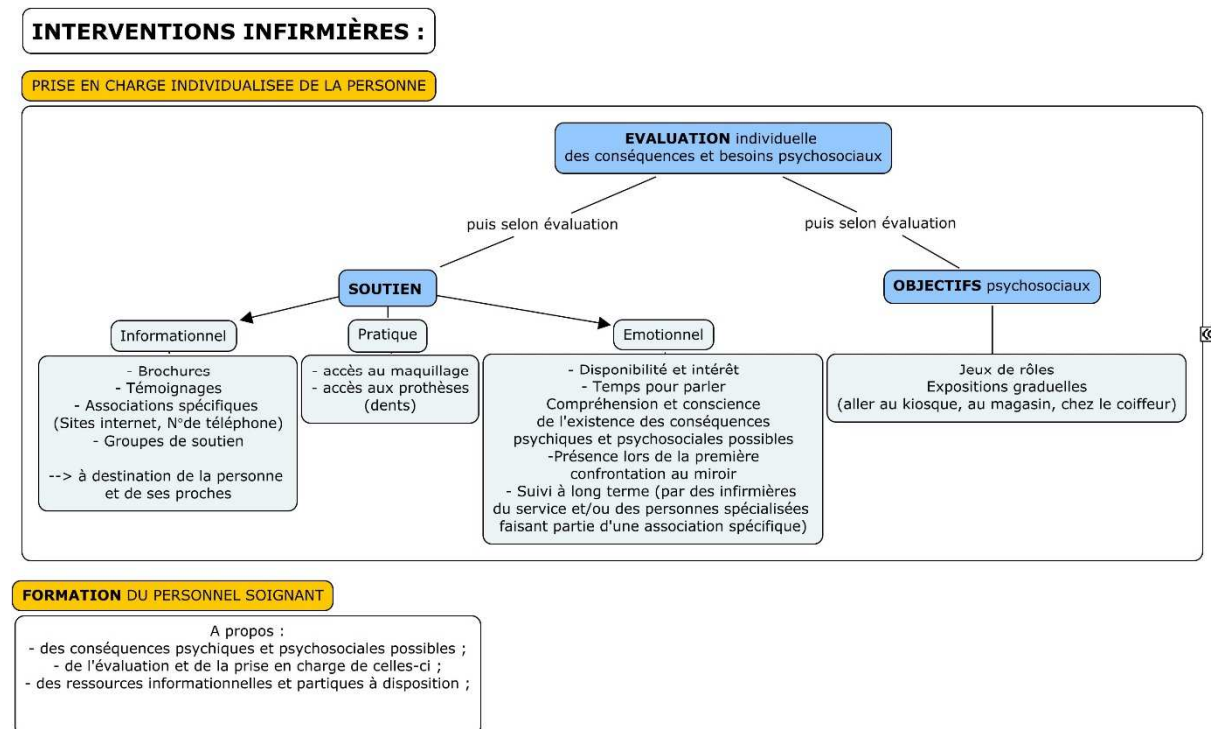 INTERVENTIONS INFIRMIÈRES :
PRISE EN CHARGE INDIVIDUALISEE DE LA PERSONNE
EVALUATION individuelle
des conséquences et besoins psychosociaux
puis selon évaluation
puis selon évaluation
SOUTIEN
OBJECTIFS psychosociaux
Informationnel
Pratique
Emotionnel
- Brochures
- Témoignages
- Associations spécifiques
(Sites internet, N°de téléphone)
- Groupes de soutien
--> à destination de la personne
et de ses proches
- accès au maquillage
- accès aux prothèses
(dents)
- Disponibilité et intérêt
- Temps pour parler
Compréhension et conscience
de l'existence des conséquences
psychiques et psychosociales possibles
-Présence lors de la première
confrontation au miroir
- Suivi à long terme (par des infirmières
du service et/ou des personnes spécialisées
faisant partie d'une association spécifique)
Jeux de rôles
Expositions graduelles
(aller au kiosque, au magasin, chez le coiffeur)
FORMATION DU PERSONNEL SOIGNANT
A propos :
- des conséquences psychiques et psychosociales possibles ;
- de l'évaluation et de la prise en charge de celles-ci ;
- des ressources informationnelles et partiques à disposition ;